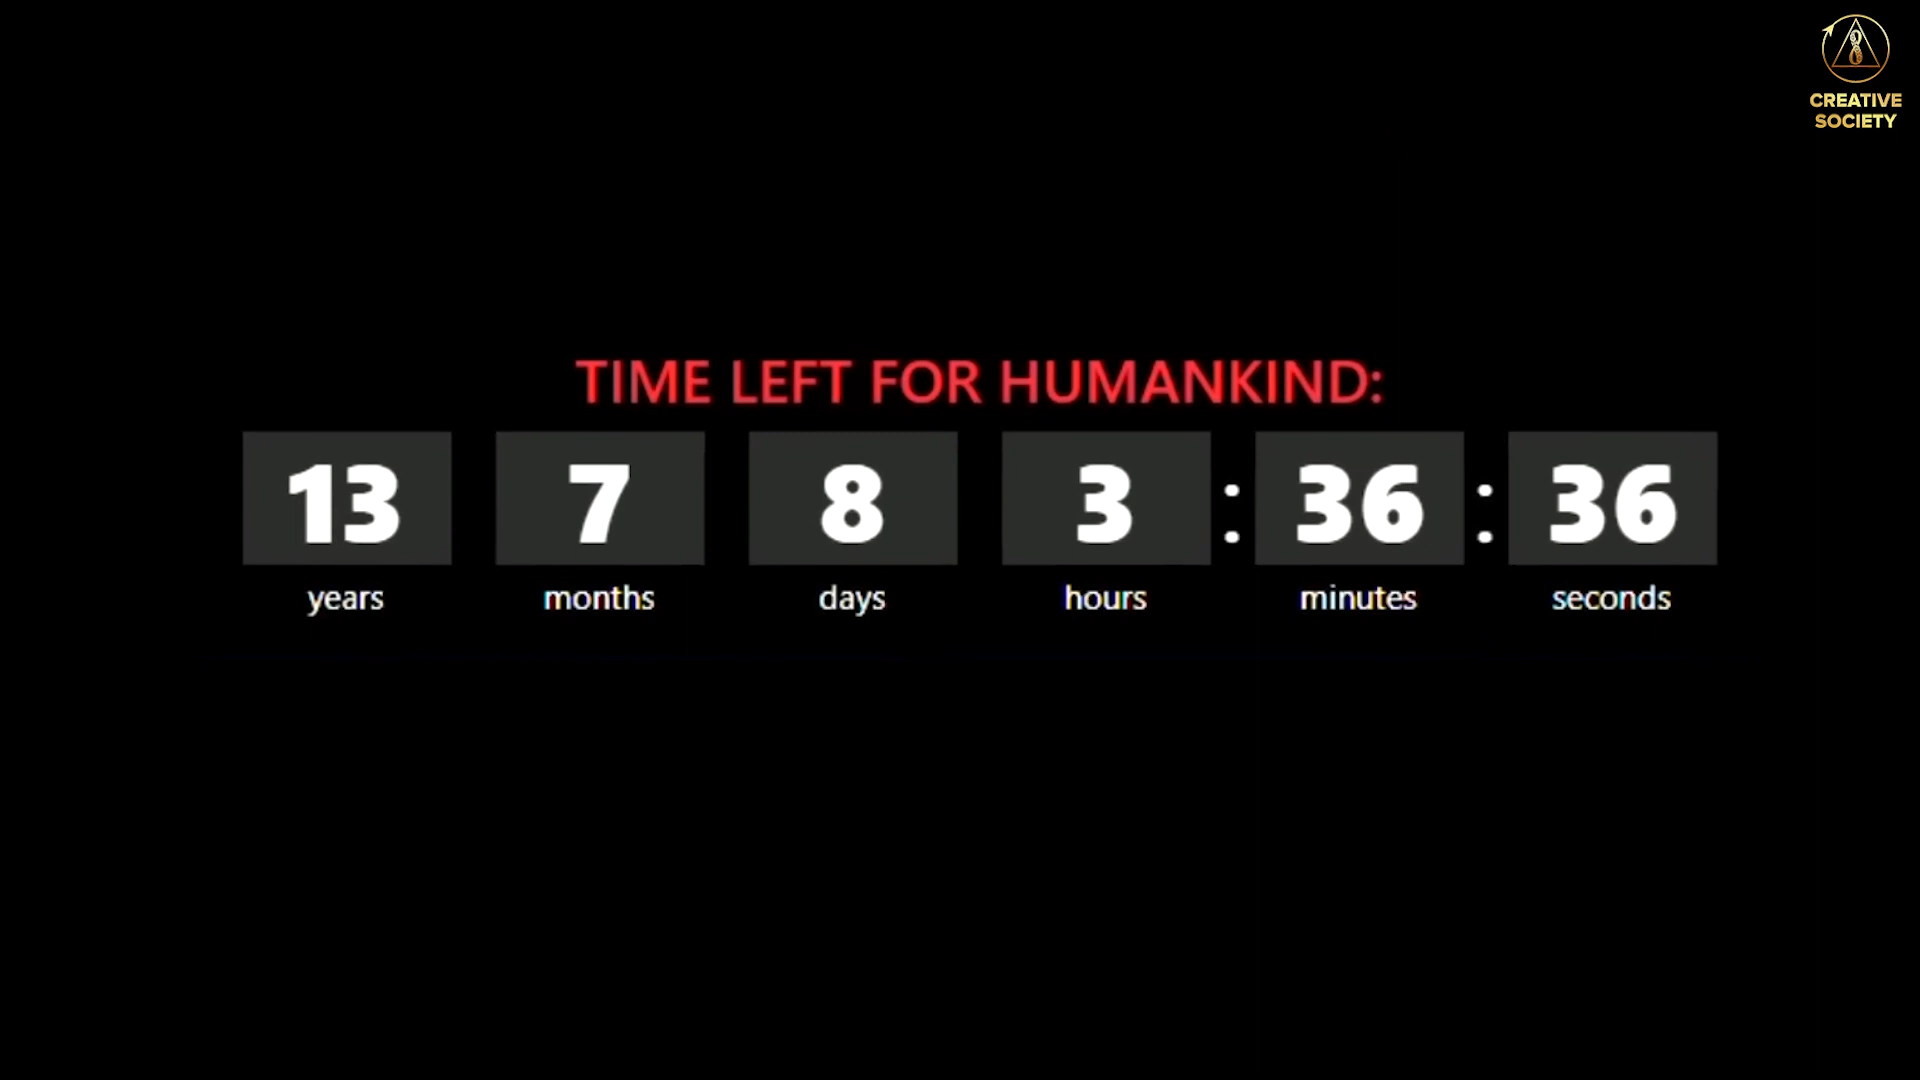 CREATIVE
SOCIETY
TIME LEFT FOR HUMANKIND:
13 7 8 3 : 36 : 36
years months days hours minutes seconds